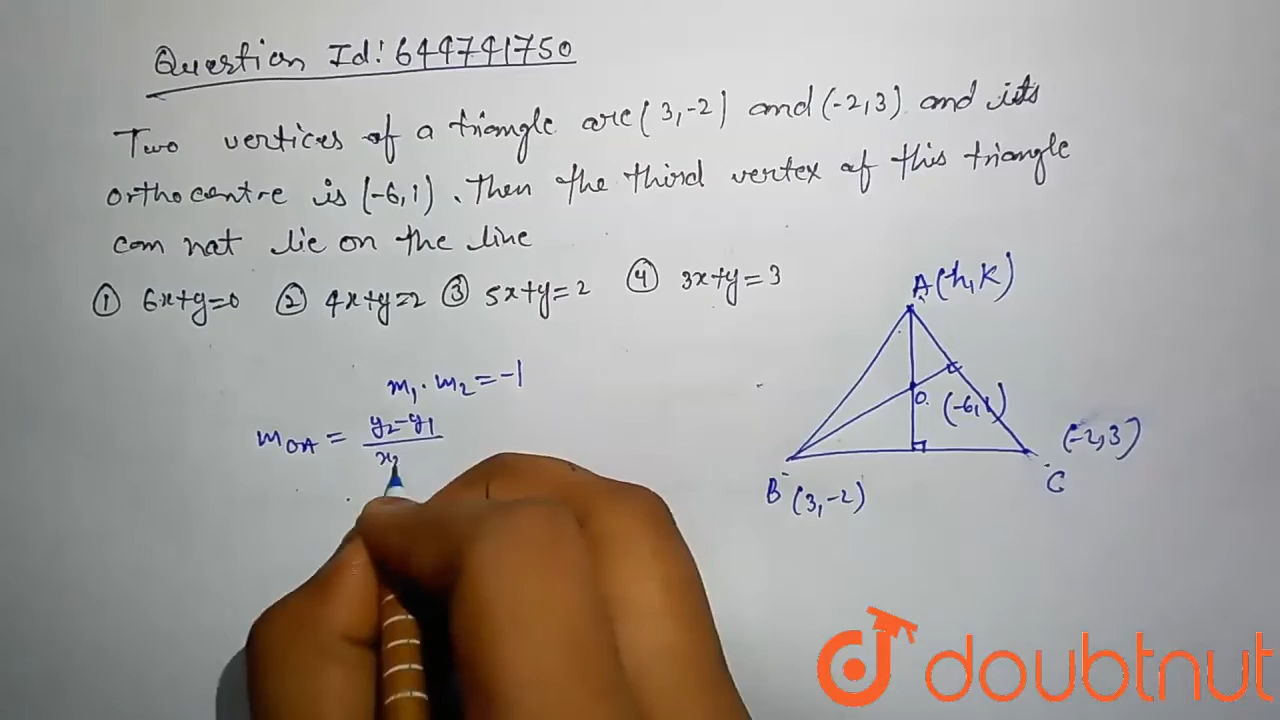 Question Id: 644741750
Two vertices of a triangle are (3,-2) and (-2,3) and its
orthocentre is (-6,1). Then the third vertex of this triangle
can not lie on the line
① 6x+y=0 ② 4x+y=2 ③ 5x+y=2 ④ 3x+y=3
A(h,k)
m₁.m₂=-1
O. (-6,1)
mOA = y₂-y₁
x₂
(-2,3)
B (3,-2)
C
doubtnut